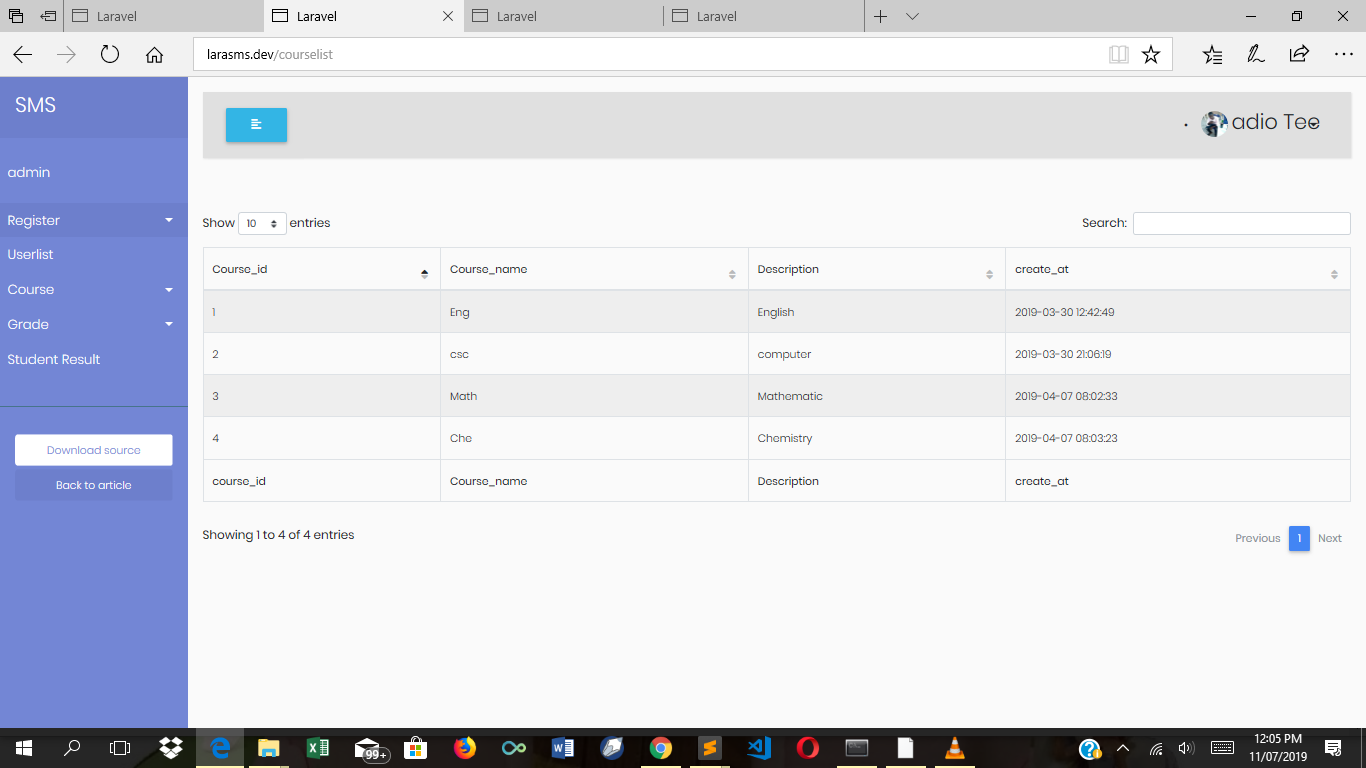 Laravel Laravel Laravel Laravel
larasms.dev/courselist
SMS
adio Tee
admin
Register
Userlist
Course
Grade
Student Result
Download source
Back to article
Show 10 entries
Search:
Course_id Course_name Description create_at
1 Eng English 2019-03-30 12:42:49
2 csc computer 2019-03-30 21:06:19
3 Math Mathematic 2019-04-07 08:02:33
4 Che Chemistry 2019-04-07 08:03:23
course_id Course_name Description create_at
Showing 1 to 4 of 4 entries
Previous 1 Next
99+
12:05 PM
11/07/2019